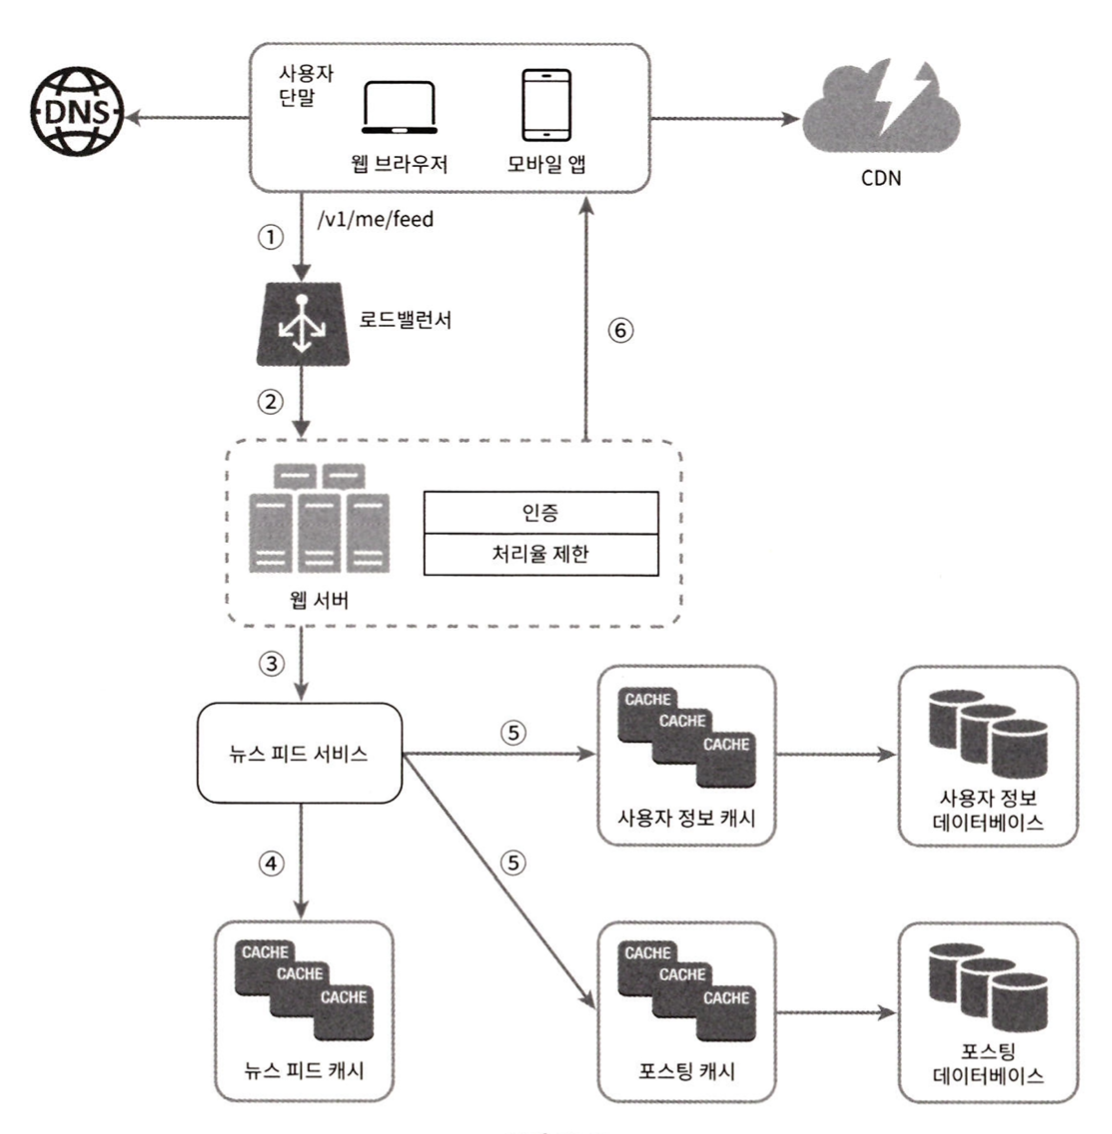 사용자
단말
DNS
웹 브라우저
모바일 앱
CDN
/v1/me/feed
①
로드밸런서
⑥
②
인증
처리율 제한
웹 서버
③
CACHE
CACHE
CACHE
사용자 정보 캐시
사용자 정보
데이터베이스
⑤
뉴스 피드 서비스
④
⑤
CACHE
CACHE
CACHE
뉴스 피드 캐시
CACHE
CACHE
CACHE
포스팅 캐시
포스팅
데이터베이스